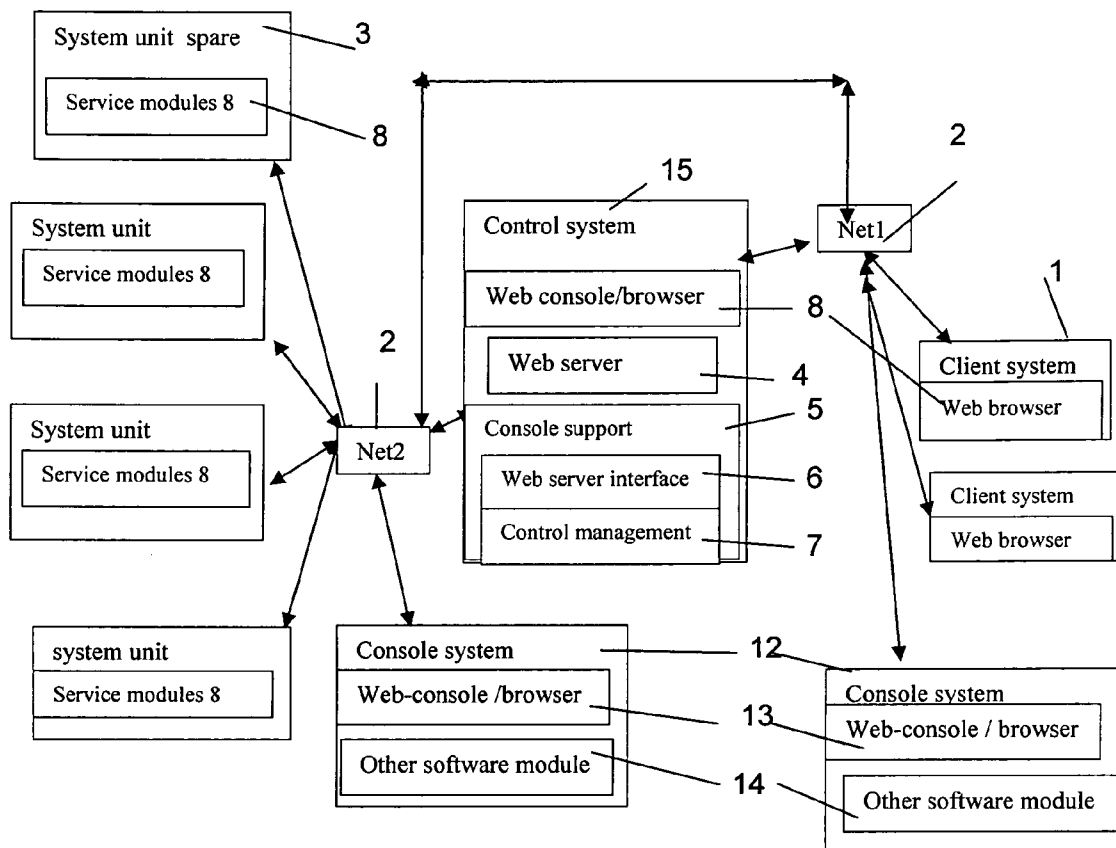 System unit spare
Service modules 8
3
8
System unit
Service modules 8
System unit
Service modules 8
system unit
Service modules 8
2
Net2
15
Control system
Web console/browser
Web server
Console support
Web server interface
Control management
8
4
5
6
7
2
Net1
1
Client system
Web browser
Client system
Web browser
Console system
Web-console /browser
Other software module
12
13
14
Console system
Web-console / browser
Other software module